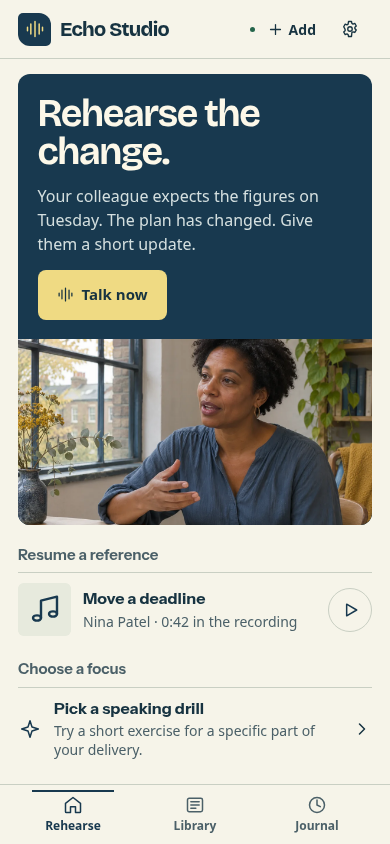 Echo Studio
Add
Rehearse the
change.
Your colleague expects the figures on
Tuesday. The plan has changed. Give
them a short update.
Talk now
Resume a reference
Move a deadline
Nina Patel · 0:42 in the recording
Choose a focus
Pick a speaking drill
Try a short exercise for a specific part of
your delivery.
Rehearse
Library
Journal